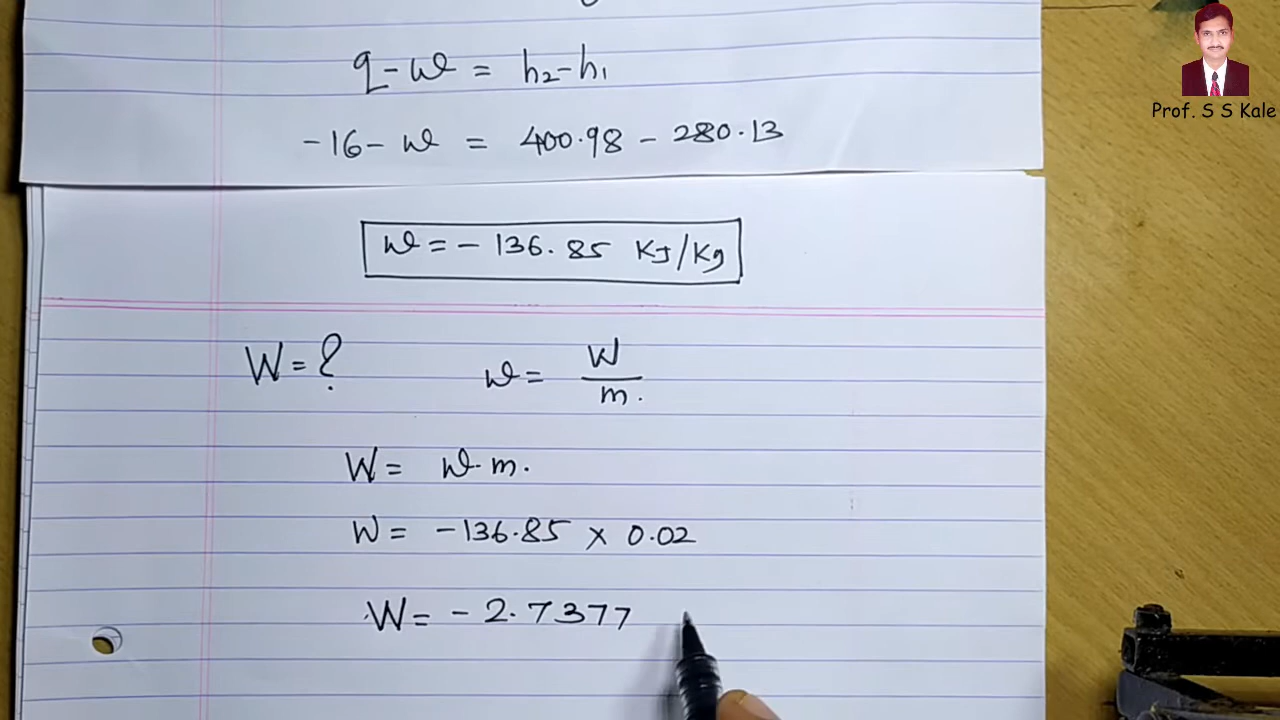 q-w = h₂-h₁
Prof. S S Kale
-16-w = 400.98 - 280.13
w = - 136.85 KJ/Kg
W = ? w = W/m.
W = w.m.
W = -136.85 x 0.02
W = - 2.7377